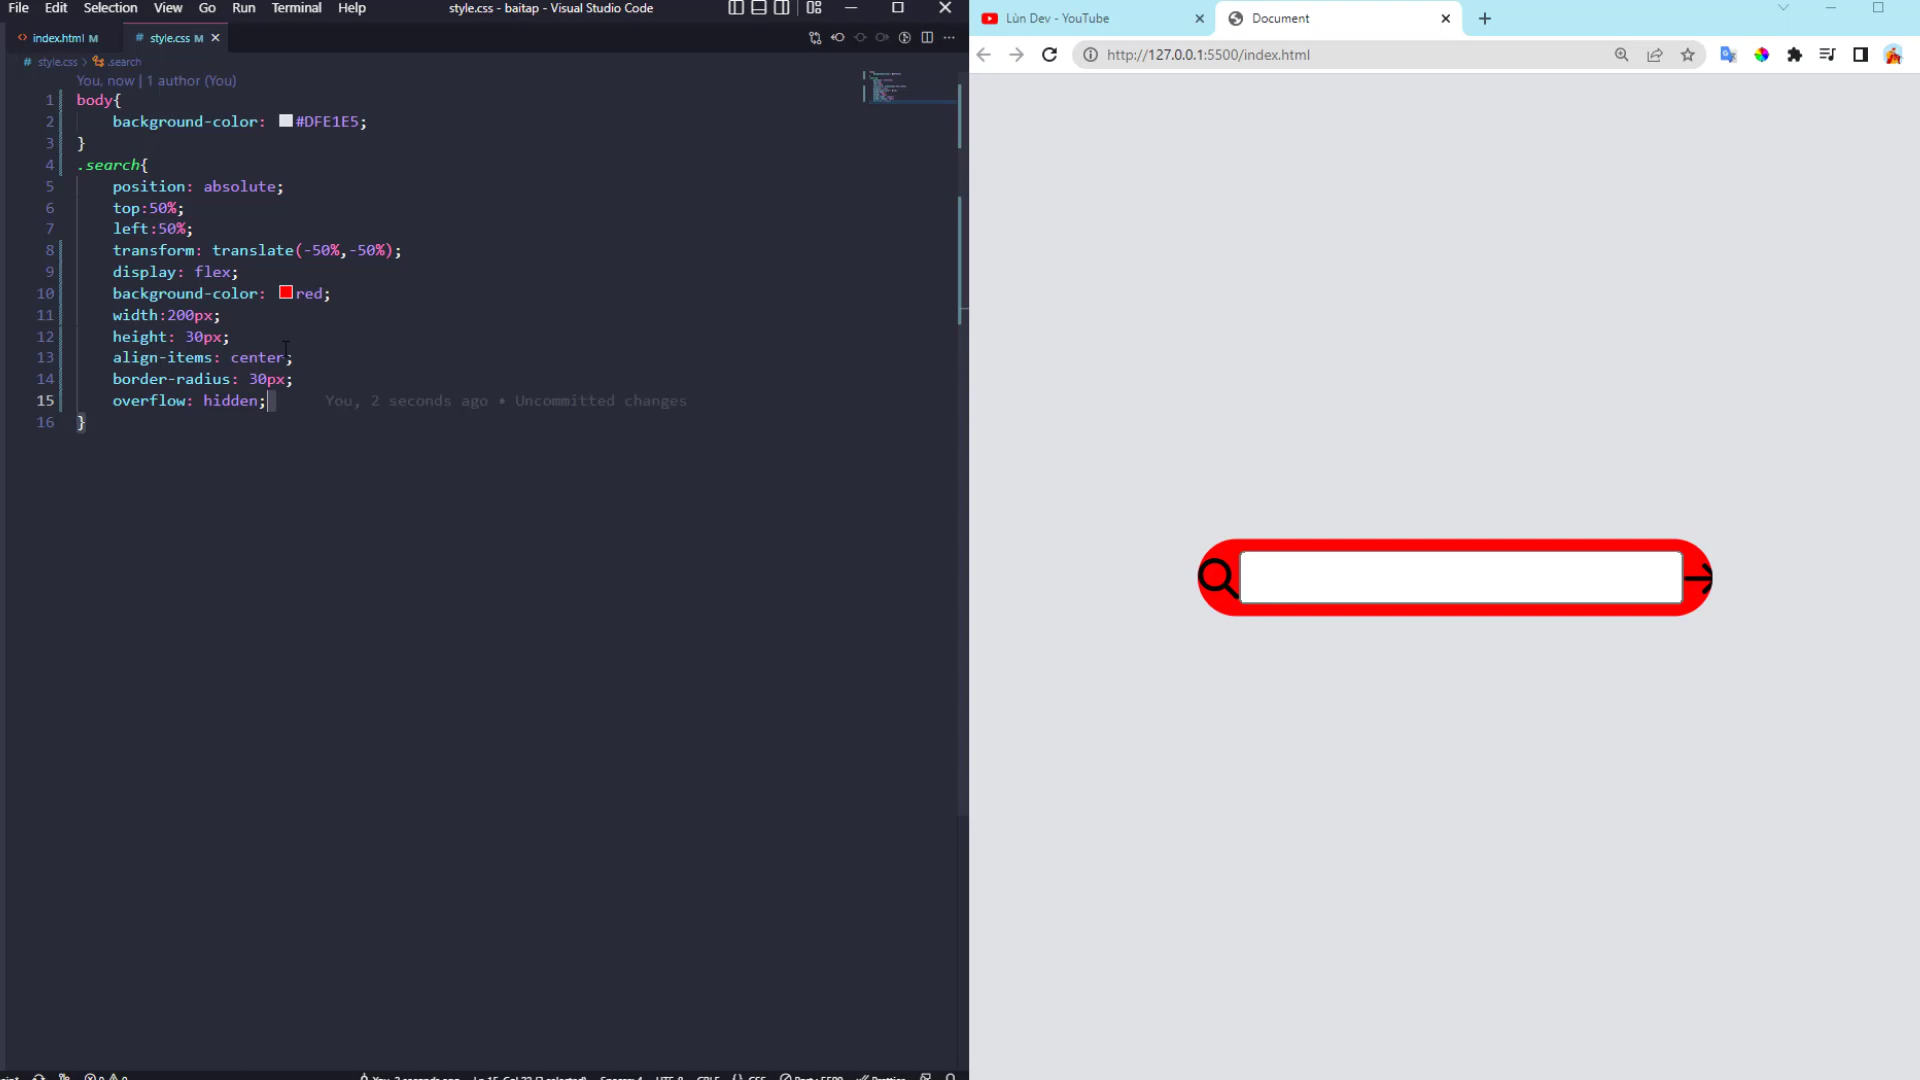 File Edit Selection View Go Run Terminal Help style.css - baitap - Visual Studio Code
index.html M style.css M
style.css > .search
You, now | 1 author (You)
1 body{
2 background-color: #DFE1E5;
3 }
4 .search{
5 position: absolute;
6 top:50%;
7 left:50%;
8 transform: translate(-50%,-50%);
9 display: flex;
10 background-color: red;
11 width:200px;
12 height: 30px;
13 align-items: center;
14 border-radius: 30px;
15 overflow: hidden; You, 2 seconds ago • Uncommitted changes
16 }
Lùn Dev - YouTube Document
http://127.0.0.1:5500/index.html